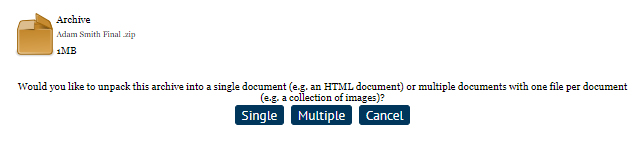 Archive
Adam Smith Final .zip
1MB
Would you like to unpack this archive into a single document (e.g. an HTML document) or multiple documents with one file per document
(e.g. a collection of images)?
Single Multiple Cancel